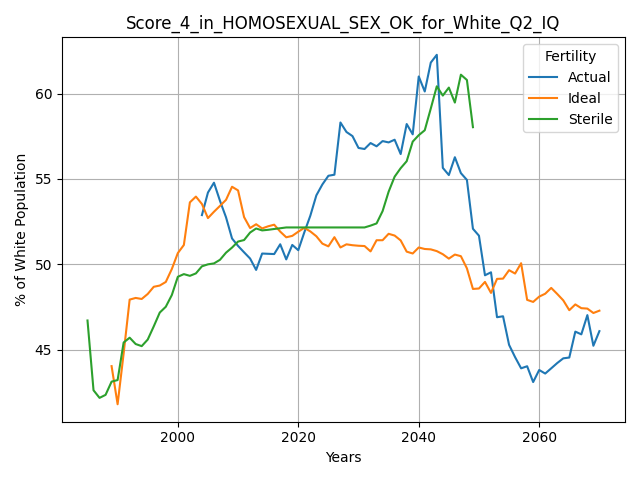 Score_4_in_HOMOSEXUAL_SEX_OK_for_White_Q2_IQ
Fertility
Actual
Ideal
Sterile
% of White Population
60
55
50
45
2000
2020
2040
2060
Years